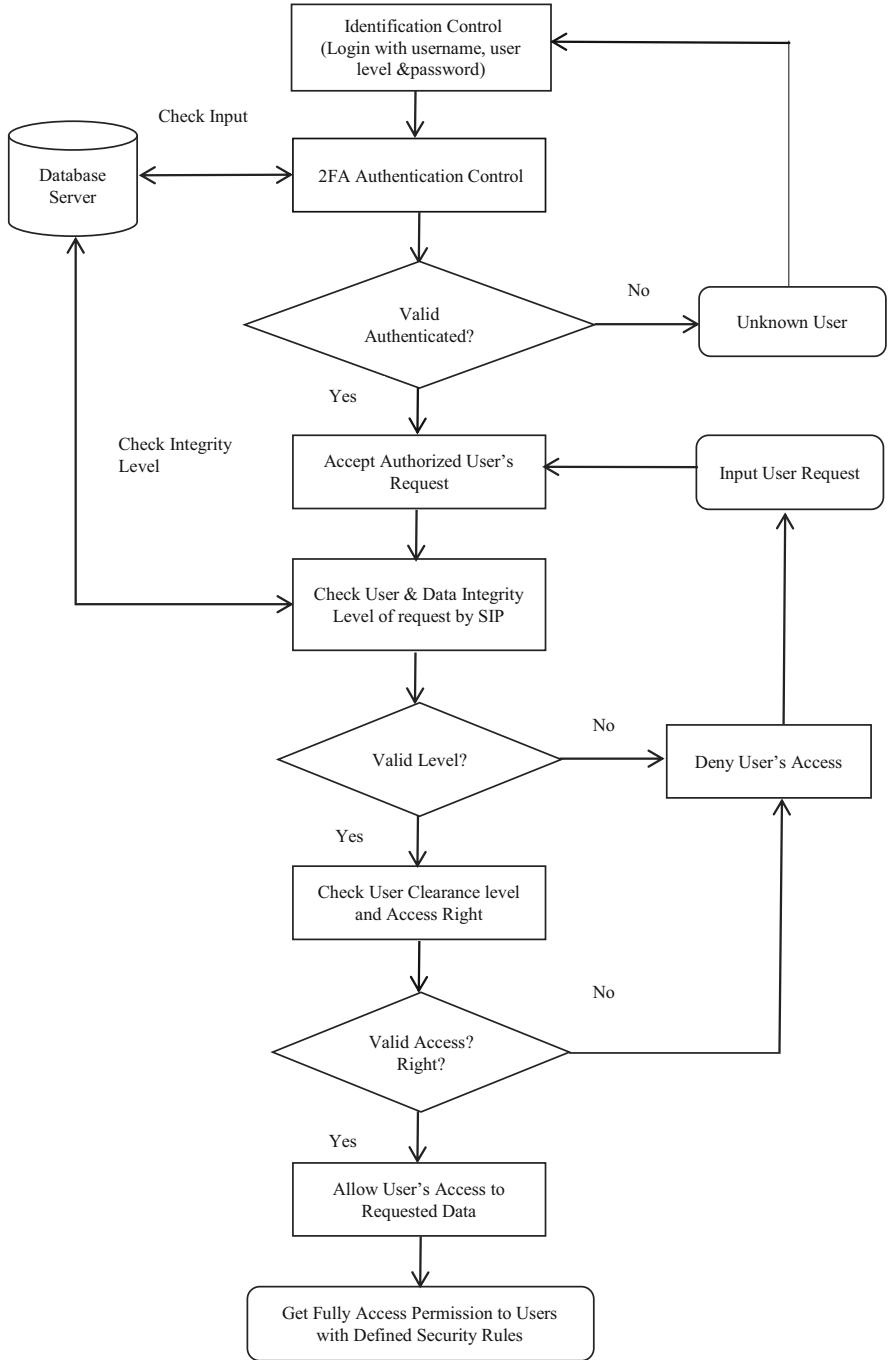 Identification Control
(Login with username, user
level &password)
Check Input
Database
Server
2FA Authentication Control
Valid
Authenticated?
No
Unknown User
Yes
Check Integrity
Level
Accept Authorized User’s
Request
Input User Request
Check User & Data Integrity
Level of request by SIP
Valid Level?
No
Deny User’s Access
Yes
Check User Clearance level
and Access Right
Valid Access?
Right?
No
Yes
Allow User’s Access to
Requested Data
Get Fully Access Permission to Users
with Defined Security Rules